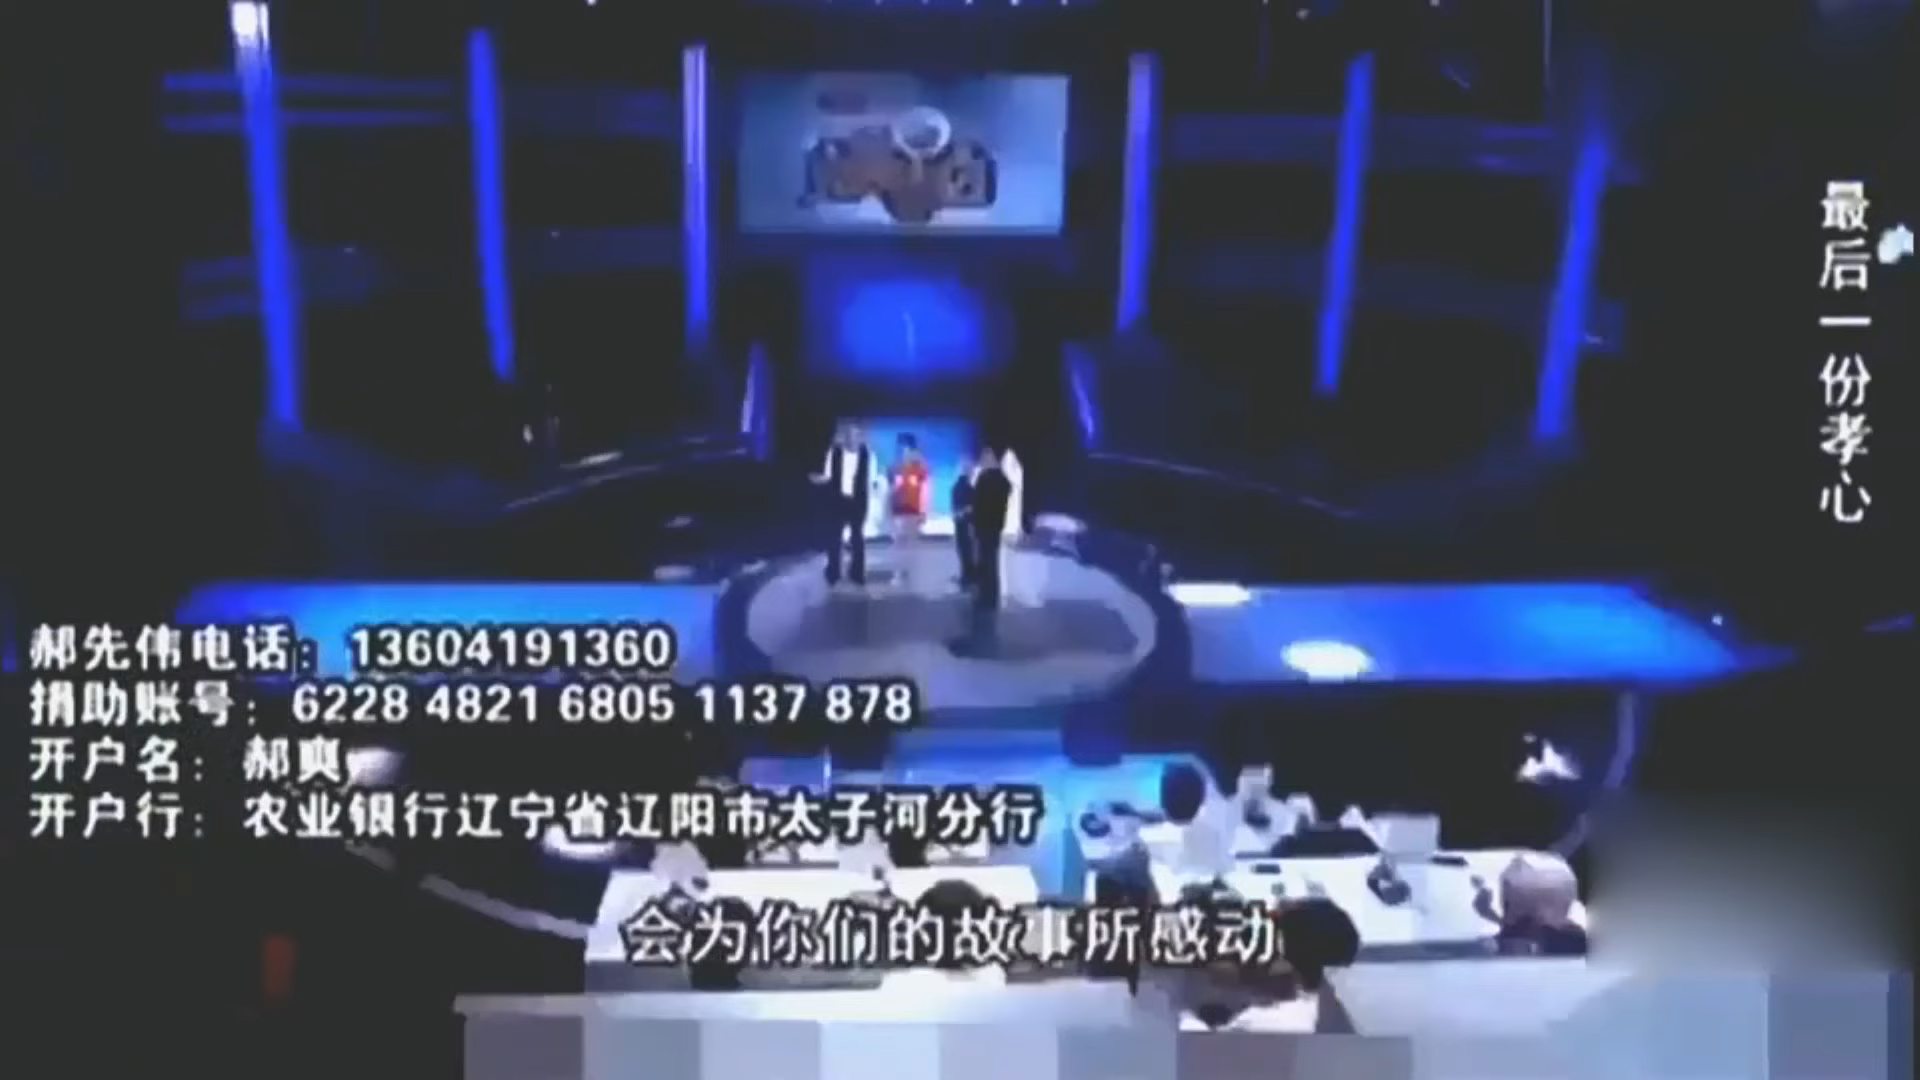 最后一份孝心
郝先伟电话：13604191360
捐助账号：6228 4821 6805 1137 878
开户名：郝爽
开户行：农业银行辽宁省辽阳市太子河分行
会为你们的故事所感动